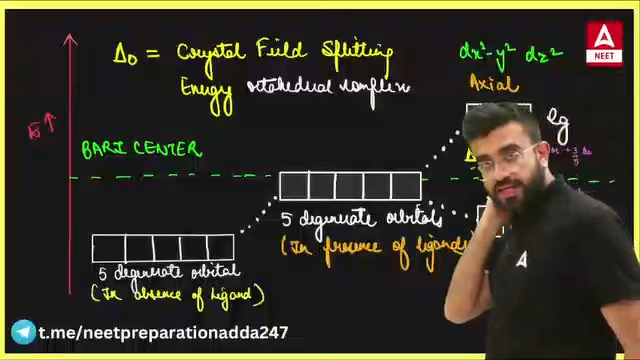 Δo = Crystal Field Splitting
Energy octahedral complex
dx²-y² dz²
Axial
eg
E↑
BARI CENTER
5 degenerate orbitals
(In presence of ligands
5 degenerate orbital
(In absence of ligand)
t.me/neetpreparationadda247
A
NEET
A